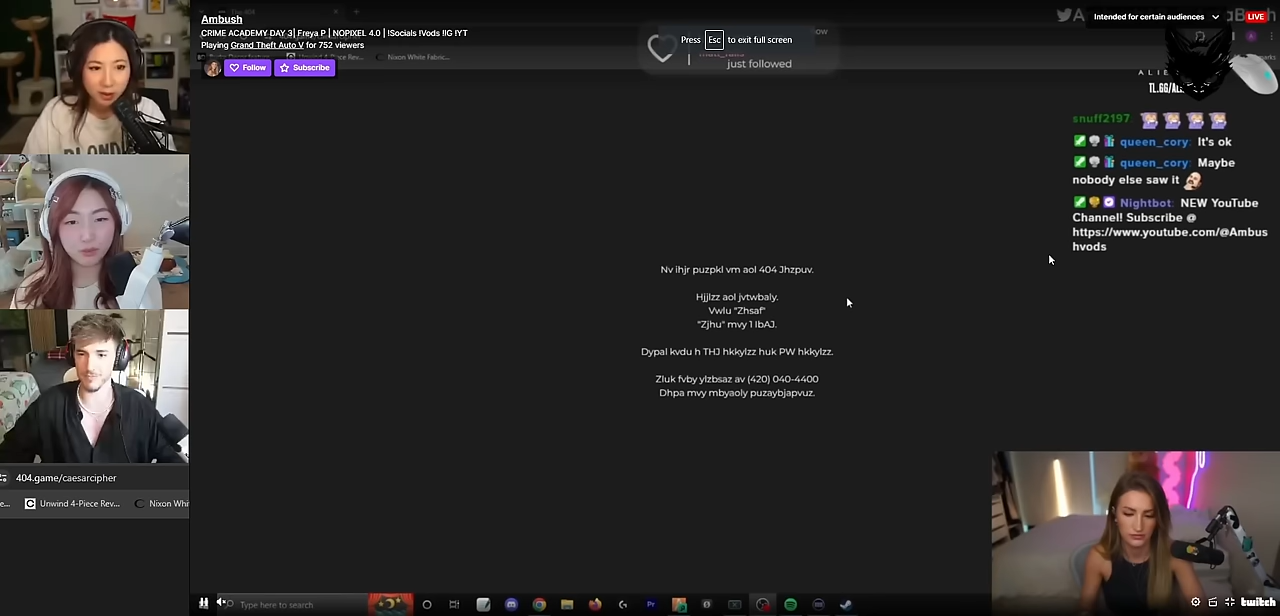 Ambush
CRIME ACADEMY DAY 3| Freya P | NOPIXEL 4.0 | !Socials !Vods !IG !YT
Playing Grand Theft Auto V for 752 viewers
Follow
Subscribe
Nixon White Fabric...
Press Esc to exit full screen
just followed
Intended for certain audiences
LIVE
snuff2197
queen_cory: It's ok
queen_cory: Maybe
nobody else saw it
Nightbot: NEW YouTube
Channel! Subscribe @
https://www.youtube.com/@Ambus
hvods
Nv ihjr puzpkl vm aol 404 Jhzpuv.
Hjjlzz aol jvtwbaly.
Vwlu "Zhsaf"
"Zjhu" mvy 1 IbAJ.
Dypal kvdu h THJ hkkylzz huk PW hkkylzz.
Zluk fvby ylzbsaz av (420) 040-4400
Dhpa mvy mbyaoly puzaybjapvuz.
404.game/caesarcipher
e...
Unwind 4-Piece Rev...
Nixon Whi
Type here to search
twitch